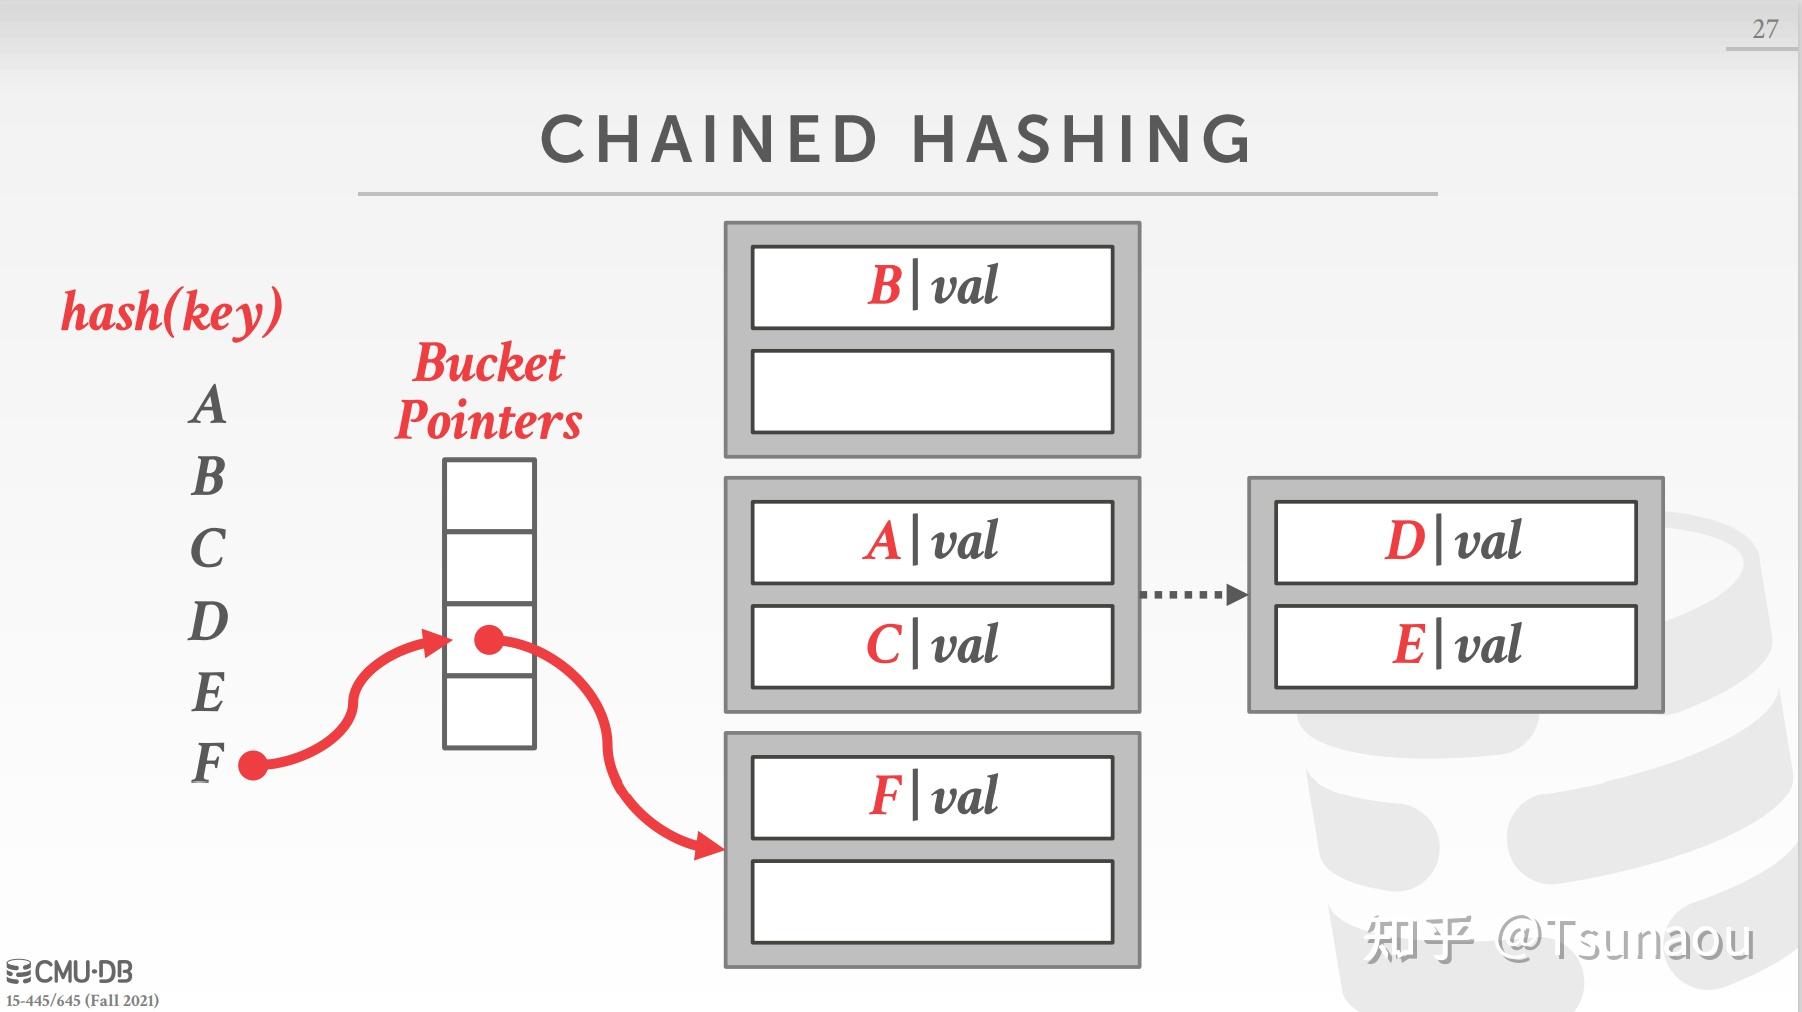 27
CHAINED HASHING
hash(key)
A
B
C
D
E
F
Bucket
Pointers
B|val
A|val
C|val
D|val
E|val
F|val
知乎 @Tsunaou
CMU·DB
15-445/645 (Fall 2021)